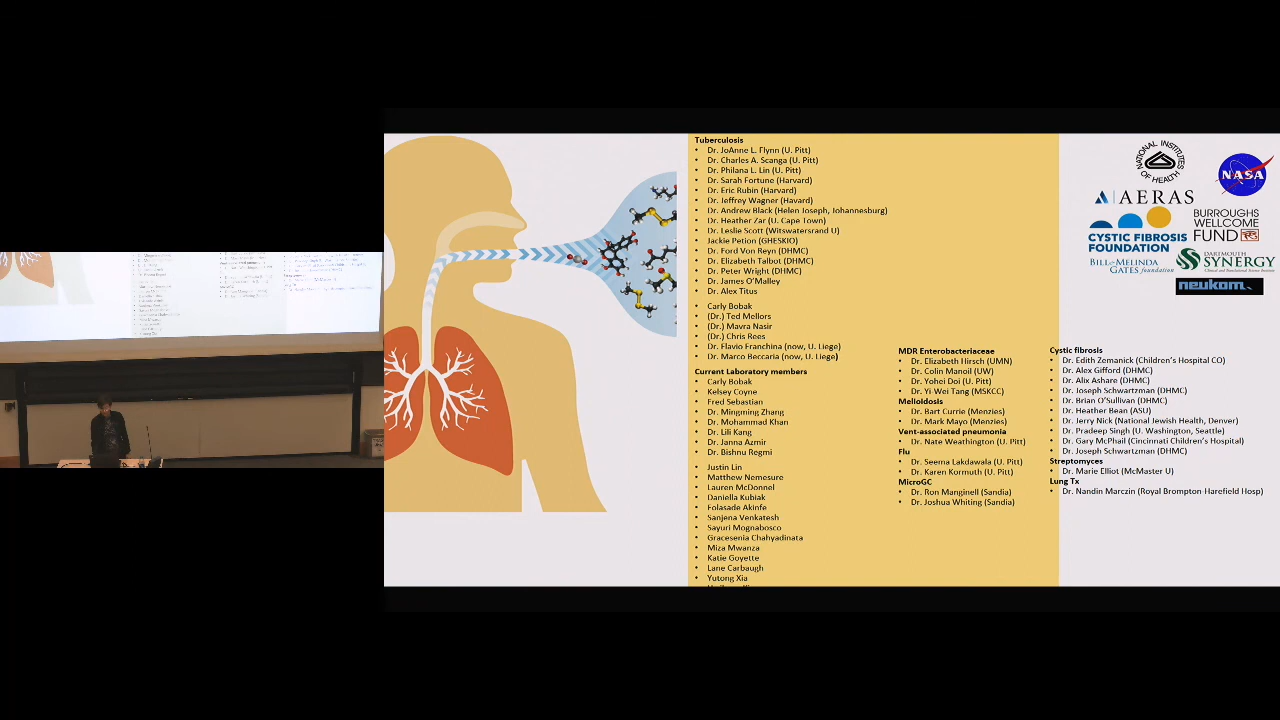 Tuberculosis
• Dr. JoAnne L. Flynn (U. Pitt)
• Dr. Charles A. Scanga (U. Pitt)
• Dr. Philana L. Lin (U. Pitt)
• Dr. Sarah Fortune (Harvard)
• Dr. Eric Rubin (Harvard)
• Dr. Jeffrey Wagner (Havard)
• Dr. Andrew Black (Helen Joseph, Johannesburg)
• Dr. Heather Zar (U. Cape Town)
• Dr. Leslie Scott (Witswatersrand U)
• Jackie Petion (GHESKIO)
• Dr. Ford Von Reyn (DHMC)
• Dr. Elizabeth Talbot (DHMC)
• Dr. Peter Wright (DHMC)
• Dr. James O'Malley
• Dr. Alex Titus
• Carly Bobak
• (Dr.) Ted Mellors
• (Dr.) Mavra Nasir
• (Dr.) Chris Rees
• Dr. Flavio Franchina (now, U. Liege)
• Dr. Marco Beccaria (now, U. Liege)
Current Laboratory members
• Carly Bobak
• Kelsey Coyne
• Fred Sebastian
• Dr. Mingming Zhang
• Dr. Mohammad Khan
• Dr. Lili Kang
• Dr. Janna Azmir
• Dr. Bishnu Regmi
• Justin Lin
• Matthew Nemesure
• Lauren McDonnel
• Daniella Kubiak
• Folasade Akinfe
• Sanjena Venkatesh
• Sayuri Mognabosco
• Gracesenia Chahyadinata
• Miza Mwanza
• Katie Goyette
• Lane Carbaugh
• Yutong Xia
MDR Enterobacteriaceae
• Dr. Elizabeth Hirsch (UMN)
• Dr. Colin Manoil (UW)
• Dr. Yohei Doi (U. Pitt)
• Dr. Yi-Wei Tang (MSKCC)
Melioidosis
• Dr. Bart Currie (Menzies)
• Dr. Mark Mayo (Menzies)
Vent-associated pneumonia
• Dr. Nate Weathington (U. Pitt)
Flu
• Dr. Seema Lakdawala (U. Pitt)
• Dr. Karen Kormuth (U. Pitt)
MicroGC
• Dr. Ron Manginell (Sandia)
• Dr. Joshua Whiting (Sandia)
NATIONAL INSTITUTES OF HEALTH
NASA
AERAS
CYSTIC FIBROSIS
FOUNDATION
BURROUGHS
WELLCOME
FUND
BILL & MELINDA
GATES foundation
DARTMOUTH
SYNERGY
Clinical and Translational Science Institute
neukom
Cystic fibrosis
• Dr. Edith Zemanick (Children's Hospital CO)
• Dr. Alex Gifford (DHMC)
• Dr. Alix Ashare (DHMC)
• Dr. Joseph Schwartzman (DHMC)
• Dr. Brian O'Sullivan (DHMC)
• Dr. Heather Bean (ASU)
• Dr. Jerry Nick (National Jewish Health, Denver)
• Dr. Pradeep Singh (U. Washington, Seattle)
• Dr. Gary McPhail (Cincinnati Children's Hospital)
• Dr. Joseph Schwartzman (DHMC)
Streptomyces
• Dr. Marie Elliot (McMaster U)
Lung Tx
• Dr. Nandin Marczin (Royal Brompton-Harefield Hosp)